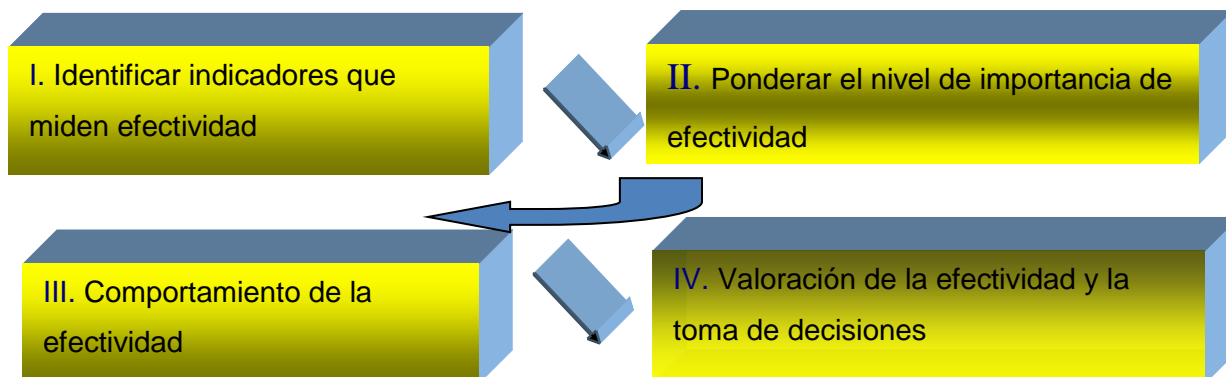 I. Identificar indicadores que
miden efectividad
II. Ponderar el nivel de importancia de
efectividad
III. Comportamiento de la
efectividad
IV. Valoración de la efectividad y la
toma de decisiones